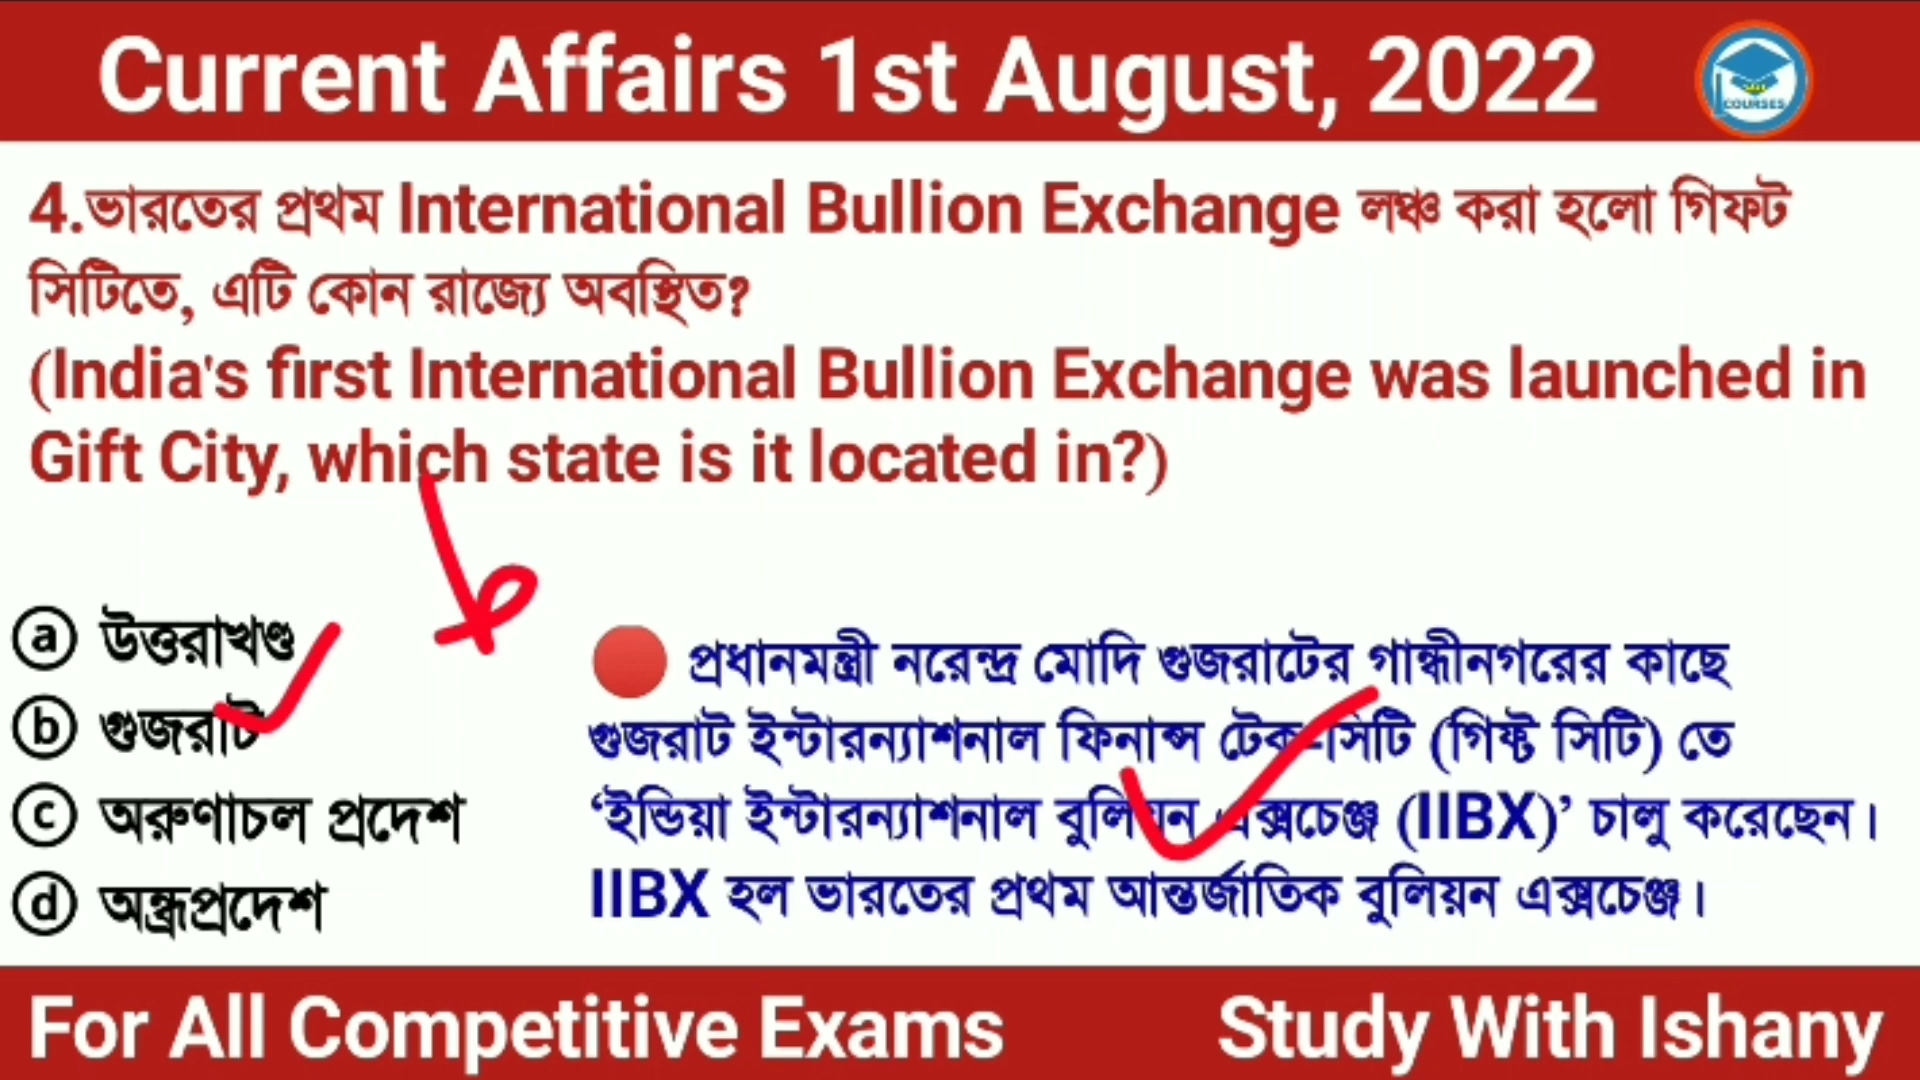 Current Affairs 1st August, 2022
COURSES
4.ভারতের প্রথম International Bullion Exchange লঞ্চ করা হলো গিফট
সিটিতে, এটি কোন রাজ্যে অবস্থিত?
(India's first International Bullion Exchange was launched in
Gift City, which state is it located in?)
ⓐ উত্তরাখণ্ড
ⓑ গুজরাট
ⓒ অরুণাচল প্রদেশ
ⓓ অন্ধ্রপ্রদেশ
🔴 প্রধানমন্ত্রী নরেন্দ্র মোদি গুজরাটের গান্ধীনগরের কাছে
গুজরাট ইন্টারন্যাশনাল ফিনান্স টেক-সিটি (গিফ্ট সিটি) তে
‘ইন্ডিয়া ইন্টারন্যাশনাল বুলিয়ন এক্সচেঞ্জ (IIBX)’ চালু করেছেন।
IIBX হল ভারতের প্রথম আন্তর্জাতিক বুলিয়ন এক্সচেঞ্জ।
For All Competitive Exams
Study With Ishany